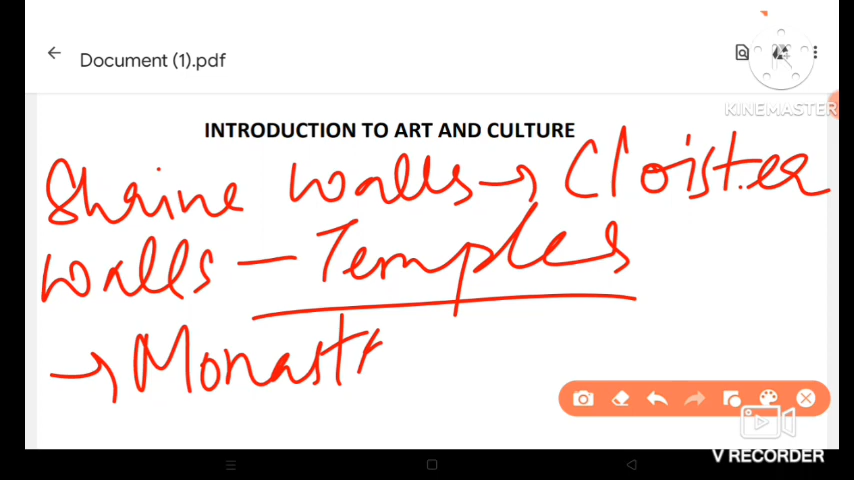 Document (1).pdf
KINEMASTER
INTRODUCTION TO ART AND CULTURE
Shrine walls → Cloister
walls - Temples
→ Monast
V RECORDER